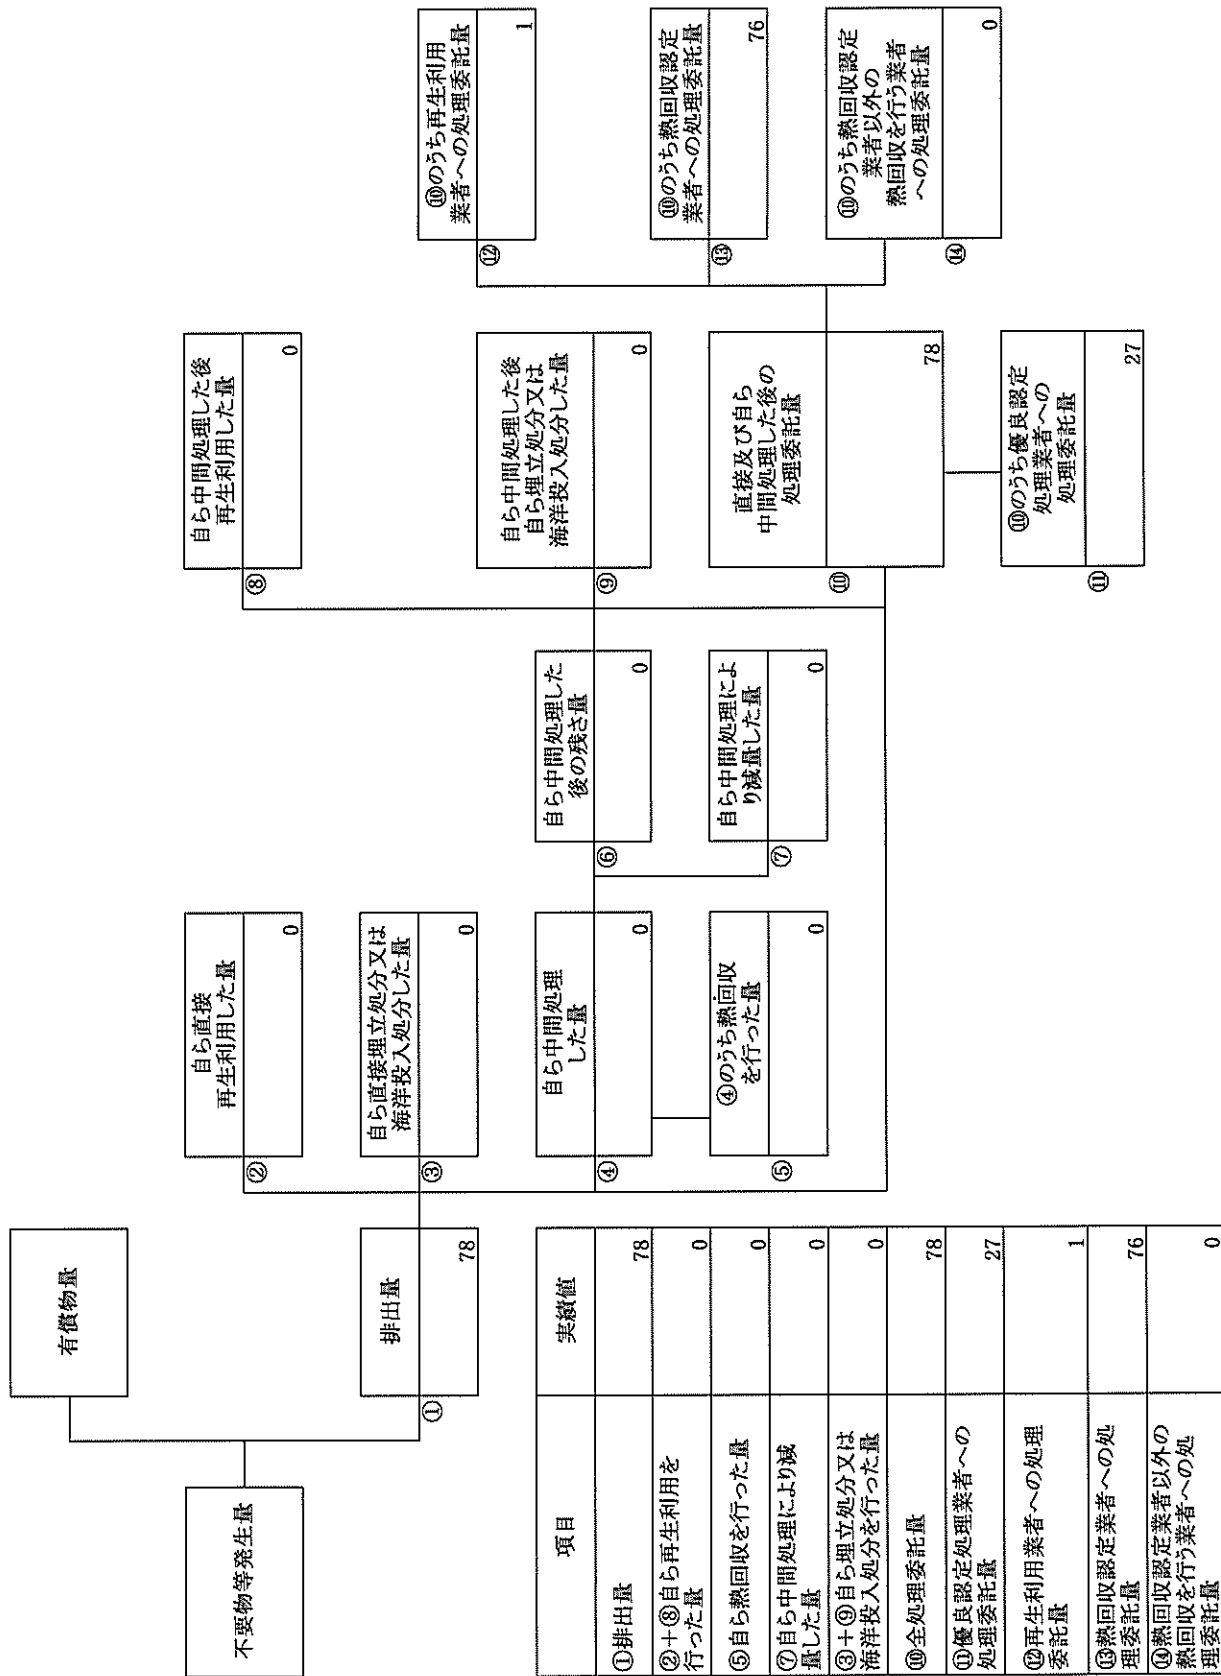 不要物等発生量
有償物量
①
排出量
78
②
自ら直接
再生利用した量
0
③
自ら直接埋立処分又は
海洋投入処分した量
0
④
自ら中間処理
した量
0
⑤
④のうち熱回収
を行った量
0
⑥
自ら中間処理した
後の残さ量
0
⑦
自ら中間処理によ
り減量した量
0
⑧
自ら中間処理した後
再生利用した量
0
⑨
自ら中間処理した後
自ら埋立処分又は
海洋投入処分した量
0
⑩
直接及び自ら
中間処理した後の
処理委託量
78
⑪
⑩のうち優良認定
処理業者への
処理委託量
27
⑫
⑩のうち再生利用
業者への処理委託量
1
⑬
⑩のうち熱回収認定
業者への処理委託量
76
⑭
⑩のうち熱回収認定
業者以外の
熱回収を行う業者
への処理委託量
0
項目
実績値
①排出量
78
②+⑧自ら再生利用を
行った量
0
⑤自ら熱回収を行った量
0
⑦自ら中間処理により減
量した量
0
③+⑨自ら埋立処分又は
海洋投入処分を行った量
0
⑩全処理委託量
78
⑪優良認定処理業者への
処理委託量
27
⑫再生利用業者への処理
委託量
1
⑬熱回収認定業者への処
理委託量
76
⑭熱回収認定業者以外の
熱回収を行う業者への処
理委託量
0